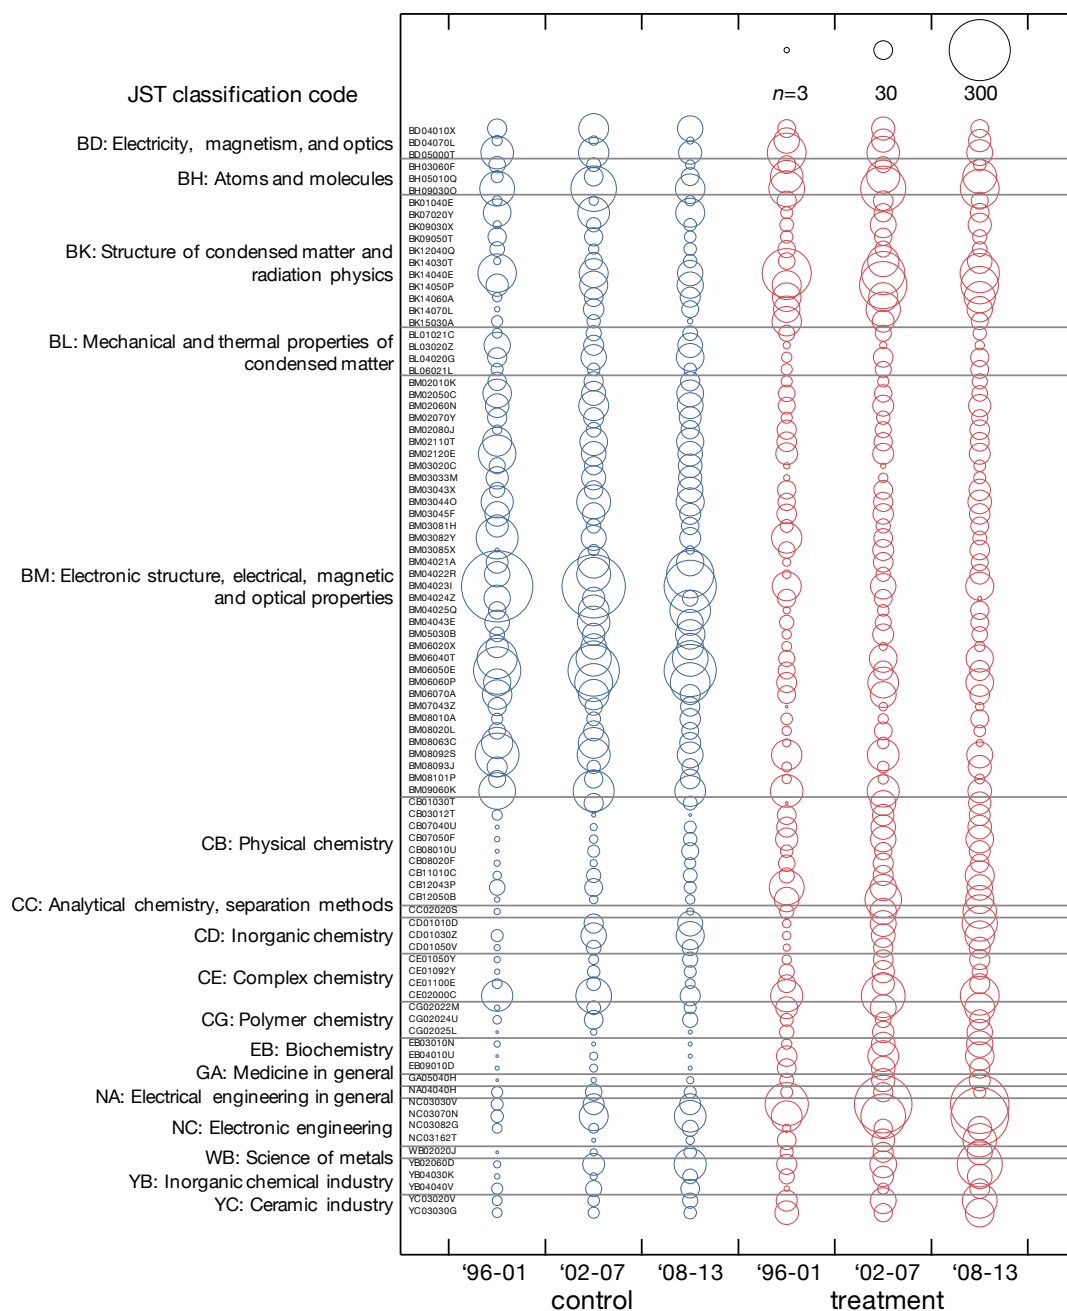 JST classification code
n=3 30 300
BD: Electricity, magnetism, and optics
BD04010X
BD04070L
BD05000T
BH: Atoms and molecules
BH03060F
BH05010Q
BH09030O
BK: Structure of condensed matter and
radiation physics
BK01040E
BK07020Y
BK09030X
BK09050T
BK12040Q
BK14030T
BK14040E
BK14050P
BK14060A
BK14070L
BK15030A
BL: Mechanical and thermal properties of
condensed matter
BL01021C
BL03020Z
BL04020G
BL06021L
BM: Electronic structure, electrical, magnetic
and optical properties
BM02010K
BM02050C
BM02060N
BM02070Y
BM02080J
BM02110T
BM02120E
BM03020C
BM03033M
BM03043X
BM03044O
BM03045F
BM03081H
BM03082Y
BM03085X
BM04021A
BM04022R
BM04023I
BM04024Z
BM04025Q
BM04043E
BM05030B
BM06020X
BM06040T
BM06050E
BM06060P
BM06070A
BM07043Z
BM08010A
BM08020L
BM08063C
BM08092S
BM08093J
BM08101P
BM09060K
CB: Physical chemistry
CB01030T
CB03012T
CB07040U
CB07050F
CB08010U
CB08020F
CB11010C
CB12043P
CB12050B
CC: Analytical chemistry, separation methods
CC02020S
CD: Inorganic chemistry
CD01010D
CD01030Z
CD01050V
CE: Complex chemistry
CE01050Y
CE01092Y
CE01100E
CE02000C
CG: Polymer chemistry
CG02022M
CG02024U
CG02025L
EB: Biochemistry
EB03010N
EB04010U
EB09010D
GA: Medicine in general
GA05040H
NA: Electrical engineering in general
NA04040H
NC: Electronic engineering
NC03030V
NC03070N
NC03082G
NC03162T
WB: Science of metals
WB02020J
YB: Inorganic chemical industry
YB02060D
YB04030K
YB04040V
YC: Ceramic industry
YC03020V
YC03030G
‘96-01 ‘02-07 ‘08-13 ‘96-01 ‘02-07 ‘08-13
control treatment